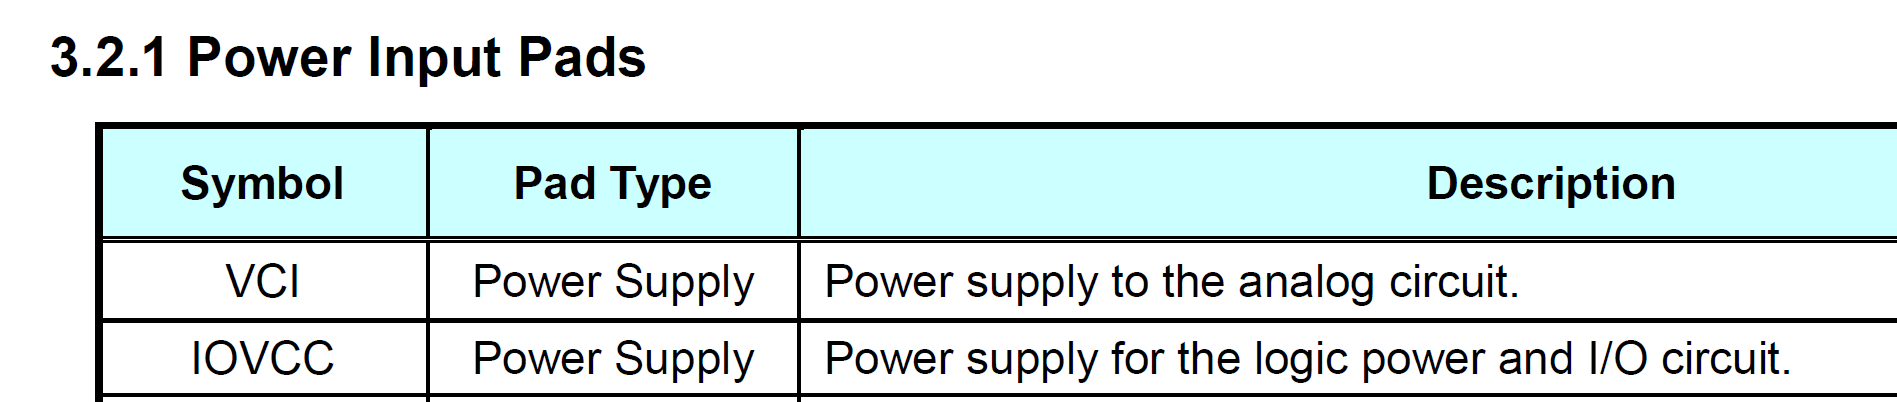 3.2.1 Power Input Pads
Symbol Pad Type Description
VCI Power Supply Power supply to the analog circuit.
IOVCC Power Supply Power supply for the logic power and I/O circuit.